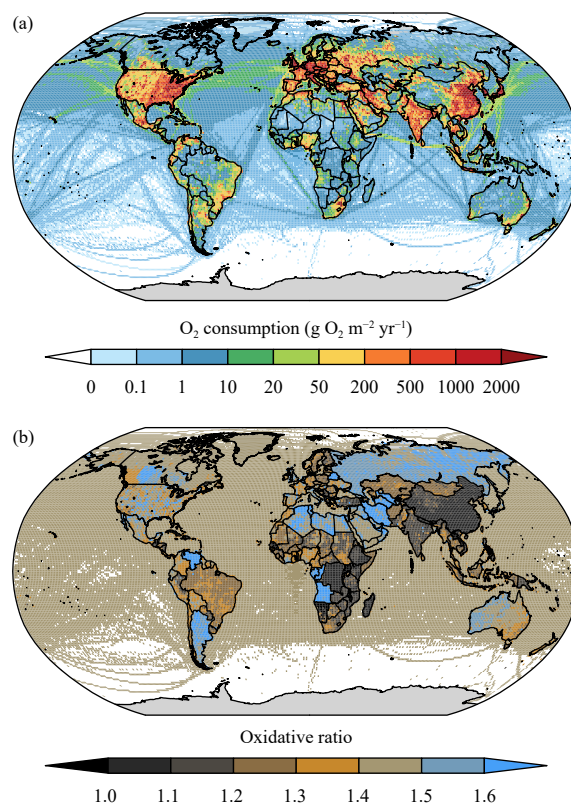 (a)
O₂ consumption (g O₂ m⁻² yr⁻¹)
0 0.1 1 10 20 50 200 500 1000 2000
(b)
Oxidative ratio
1.0 1.1 1.2 1.3 1.4 1.5 1.6